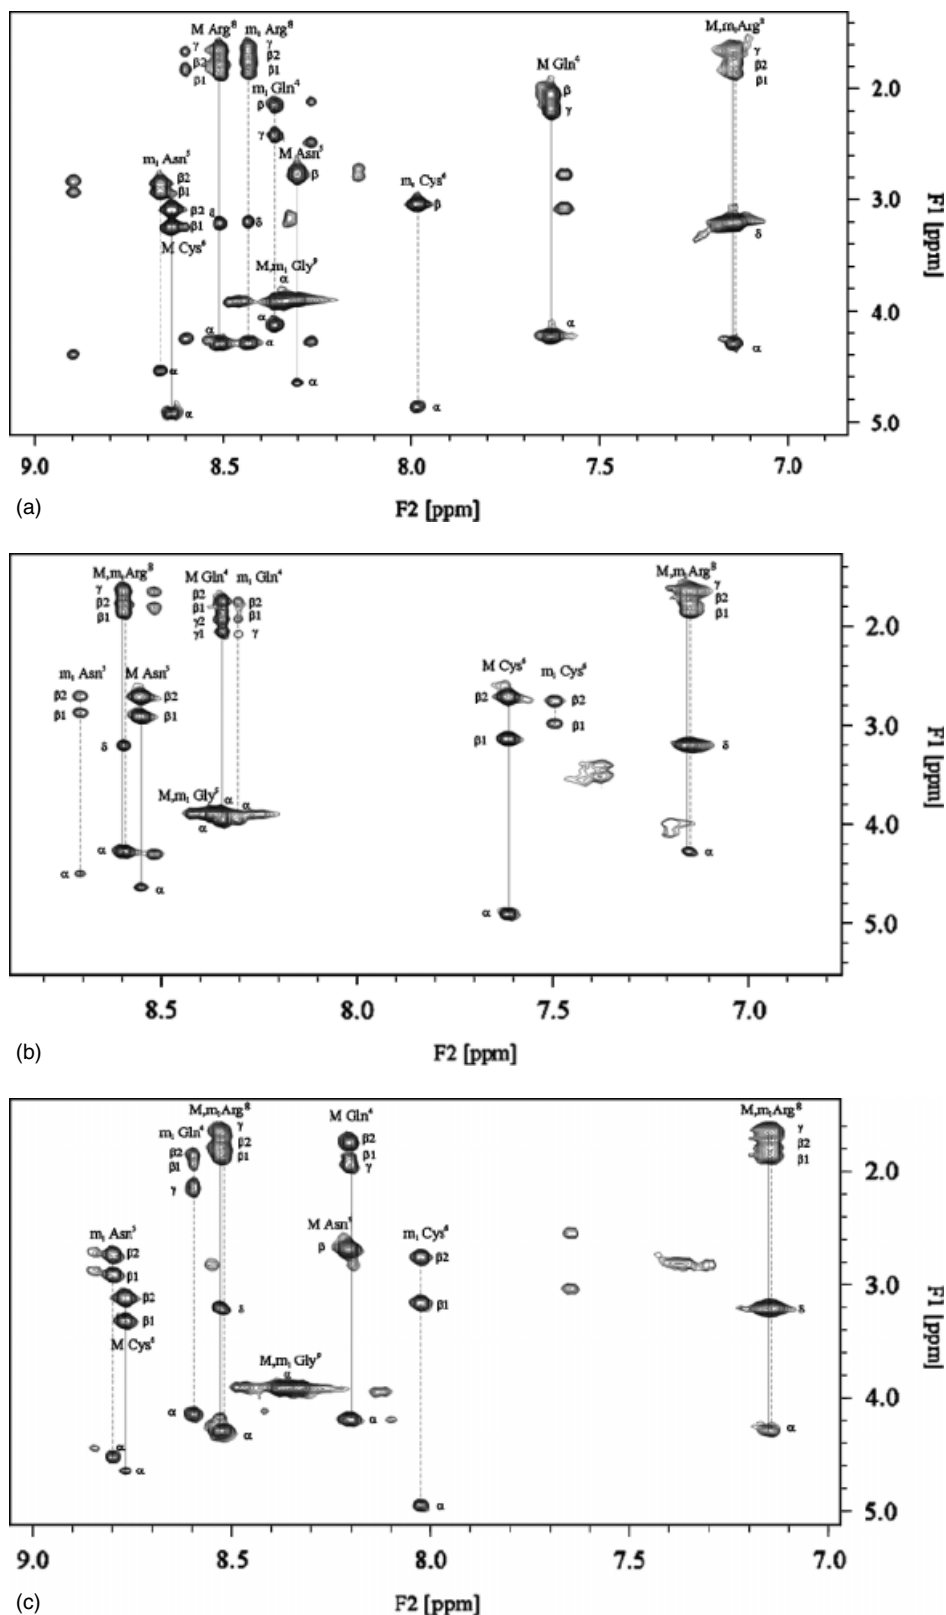 M Arg⁸ m₁ Arg⁸ M,m₁Arg⁸
γ γ γ
β2 β2 β2
β1 β1 β1
M Gln⁴
m₁ Gln⁴ β
β γ
γ
M Asn⁵
β
m₁ Asn⁵
β2
β1
m₁ Cys⁶
β
β2 δ δ δ
β1
M Cys⁶
M,m₁ Gly⁹
α
α α α α α
α α α α
2.0
3.0
4.0
5.0
F1 [ppm]
9.0 8.5 8.0 7.5 7.0
(a)
F2 [ppm]
M,m₁Arg⁸ M Gln⁴ m₁ Gln⁴ M,m₁Arg⁸
γ β2 β2 γ
β2 β1 β1 β2
β1 γ2 γ β1
γ1
m₁ Asn⁵ M Asn⁵ M Cys⁶ m₁ Cys⁶
β2 β2 β2 β2
β1 β1 β1 β1
δ δ
M,m₁ Gly⁹
α α
α
α α
α α α
2.0
3.0
4.0
5.0
F1 [ppm]
8.5 8.0 7.5 7.0
(b)
F2 [ppm]
M,m₁Arg⁸ M Gln⁴ M,m₁Arg⁸
m₁ Gln⁴ γ β2 γ
β2 β2 β1 β2
β1 β1 γ β1
γ
m₁ Asn⁵ M Asn⁵ m₁ Cys⁶
β2 β β2
β1 β1
β2 δ δ
β1
M Cys⁶
M,m₁ Gly⁹
α
α α α α
α α α
2.0
3.0
4.0
5.0
F1 [ppm]
9.0 8.5 8.0 7.5 7.0
(c)
F2 [ppm]